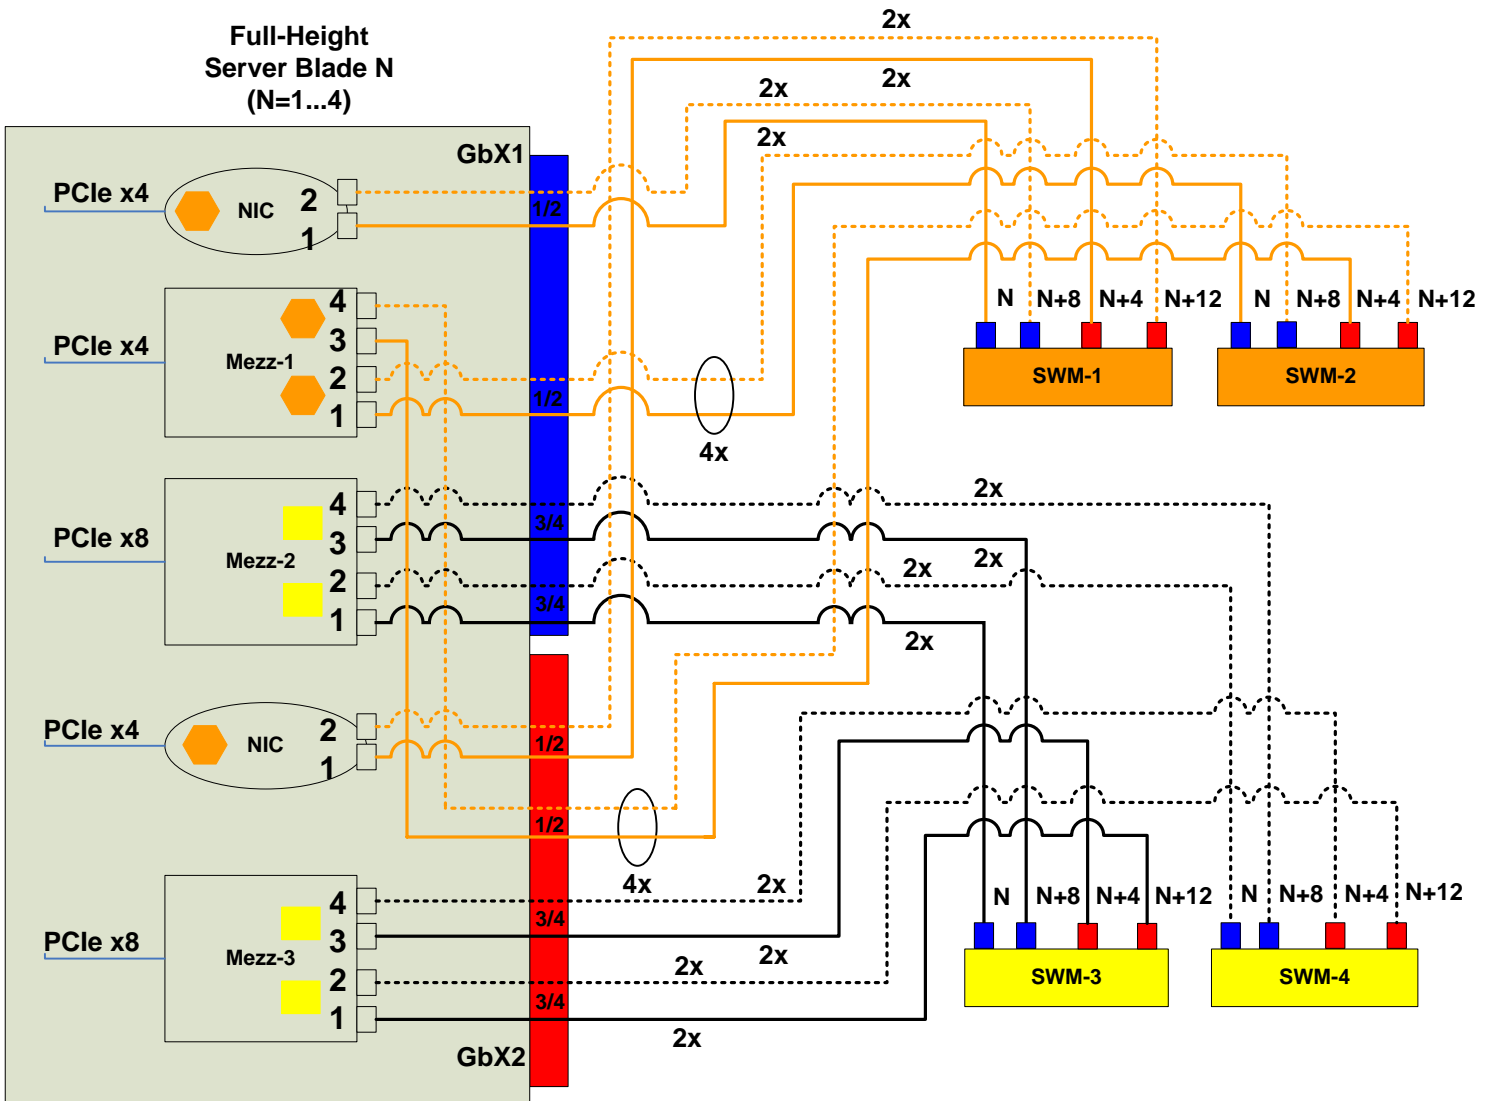 Full-Height
Server Blade N
(N=1...4)
2x
2x
2x
2x
GbX1
PCIe x4
NIC
2
1
1/2
PCIe x4
Mezz-1
4
3
2
1
1/2
4x
N
N+8
N+4
N+12
SWM-1
N
N+8
N+4
N+12
SWM-2
PCIe x8
Mezz-2
4
3
2
1
3/4
3/4
2x
2x
2x
2x
PCIe x4
NIC
2
1
1/2
1/2
4x
PCIe x8
Mezz-3
4
3
2
1
3/4
3/4
2x
2x
2x
2x
GbX2
N
N+8
N+4
N+12
SWM-3
N
N+8
N+4
N+12
SWM-4